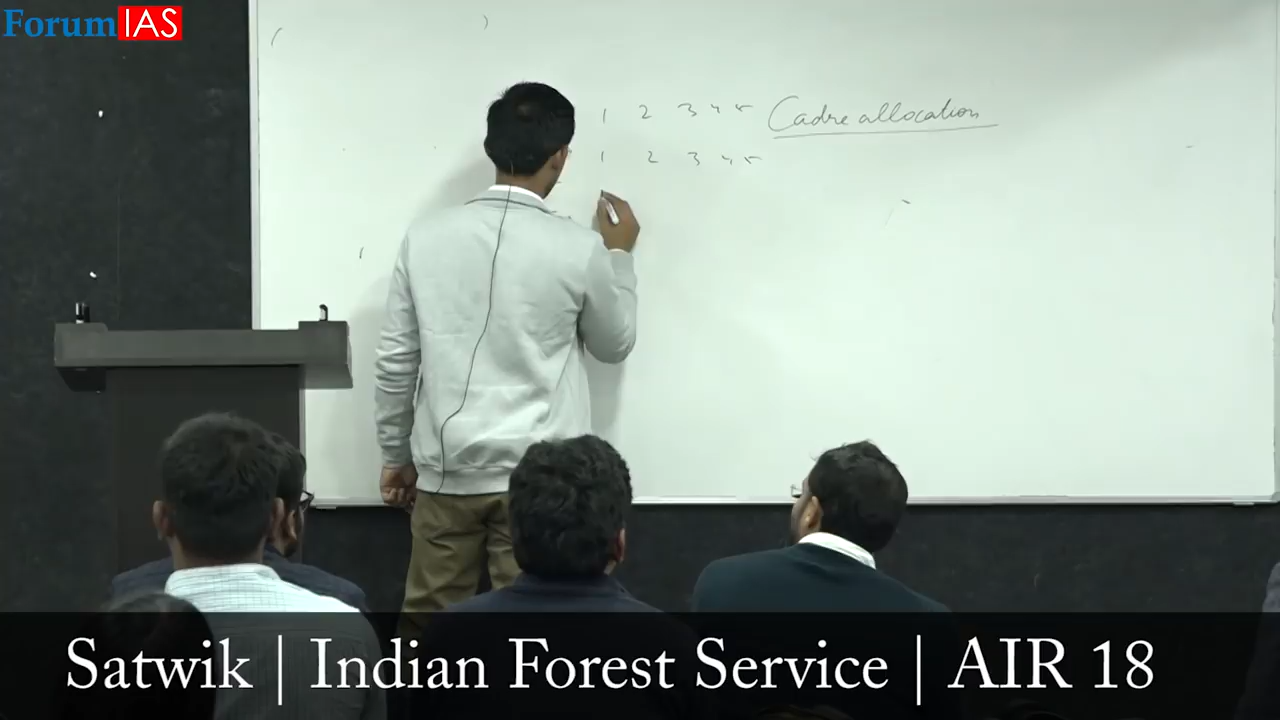 ForumIAS
1 2 3 4 5 Cadre allocation
1 2 3 4 5
Satwik | Indian Forest Service | AIR 18